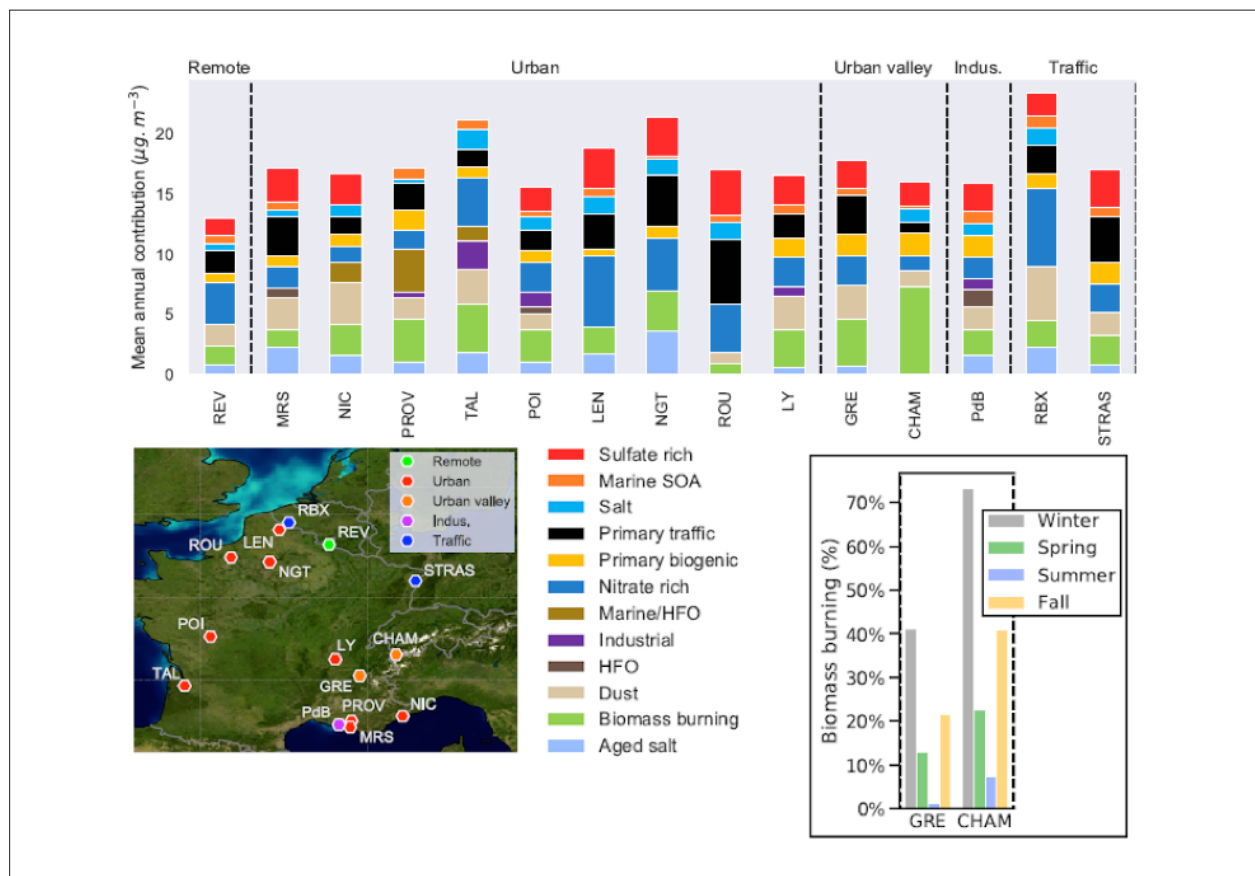 Remote Urban Urban valley Indus. Traffic
Mean annual contribution (µg. m⁻³)
20
15
10
5
0
REV MRS NIC PROV TAL POI LEN NGT ROU LY GRE CHAM PdB RBX STRAS
Remote
Urban
Urban valley
Indus,
Traffic
RBX
REV
LEN
ROU
NGT
STRAS
POI
LY
CHAM
TAL
GRE
PdB
PROV
NIC
MRS
Sulfate rich
Marine SOA
Salt
Primary traffic
Primary biogenic
Nitrate rich
Marine/HFO
Industrial
HFO
Dust
Biomass burning
Aged salt
Biomass burning (%)
70%
60%
50%
40%
30%
20%
10%
0%
Winter
Spring
Summer
Fall
GRE CHAM